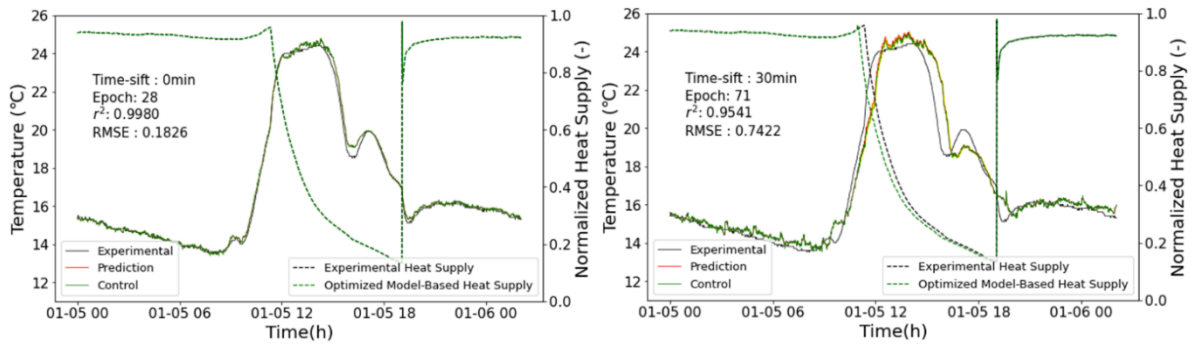 26
24
22
20
18
16
14
12
Temperature (℃)
Time-sift : 0min
Epoch: 28
r²: 0.9980
RMSE : 0.1826
Experimental
Prediction
Control
Experimental Heat Supply
Optimized Model-Based Heat Supply
1.0
0.8
0.6
0.4
0.2
0.0
Normalized Heat Supply (-)
01-05 00 01-05 06 01-05 12 01-05 18 01-06 00
Time(h)
26
24
22
20
18
16
14
12
Temperature (℃)
Time-sift : 30min
Epoch: 71
r²: 0.9541
RMSE : 0.7422
Experimental
Prediction
Control
Experimental Heat Supply
Optimized Model-Based Heat Supply
1.0
0.8
0.6
0.4
0.2
0.0
Normalized Heat Supply (-)
01-05 00 01-05 06 01-05 12 01-05 18 01-06 00
Time(h)